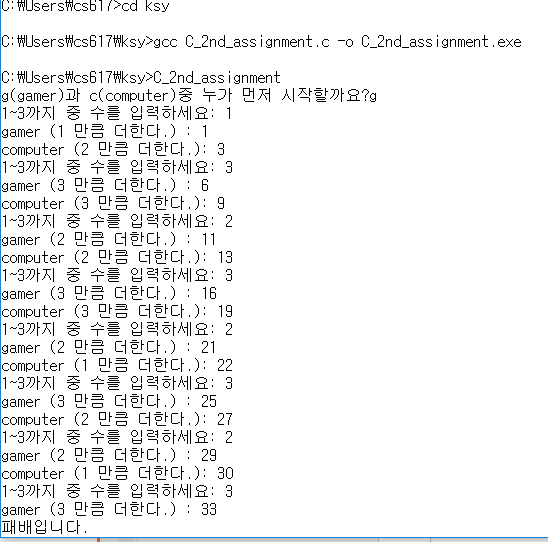 C:₩Users₩cs617>cd ksy
C:₩Users₩cs617₩ksy>gcc C_2nd_assignment.c -o C_2nd_assignment.exe
C:₩Users₩cs617₩ksy>C_2nd_assignment
g(gamer)과 c(computer)중 누가 먼저 시작할까요?g
1~3까지 중 수를 입력하세요: 1
gamer (1 만큼 더한다.) : 1
computer (2 만큼 더한다.): 3
1~3까지 중 수를 입력하세요: 3
gamer (3 만큼 더한다.) : 6
computer (3 만큼 더한다.): 9
1~3까지 중 수를 입력하세요: 2
gamer (2 만큼 더한다.) : 11
computer (2 만큼 더한다.): 13
1~3까지 중 수를 입력하세요: 3
gamer (3 만큼 더한다.) : 16
computer (3 만큼 더한다.): 19
1~3까지 중 수를 입력하세요: 2
gamer (2 만큼 더한다.) : 21
computer (1 만큼 더한다.): 22
1~3까지 중 수를 입력하세요: 3
gamer (3 만큼 더한다.) : 25
computer (2 만큼 더한다.): 27
1~3까지 중 수를 입력하세요: 2
gamer (2 만큼 더한다.) : 29
computer (1 만큼 더한다.): 30
1~3까지 중 수를 입력하세요: 3
gamer (3 만큼 더한다.) : 33
패배입니다.